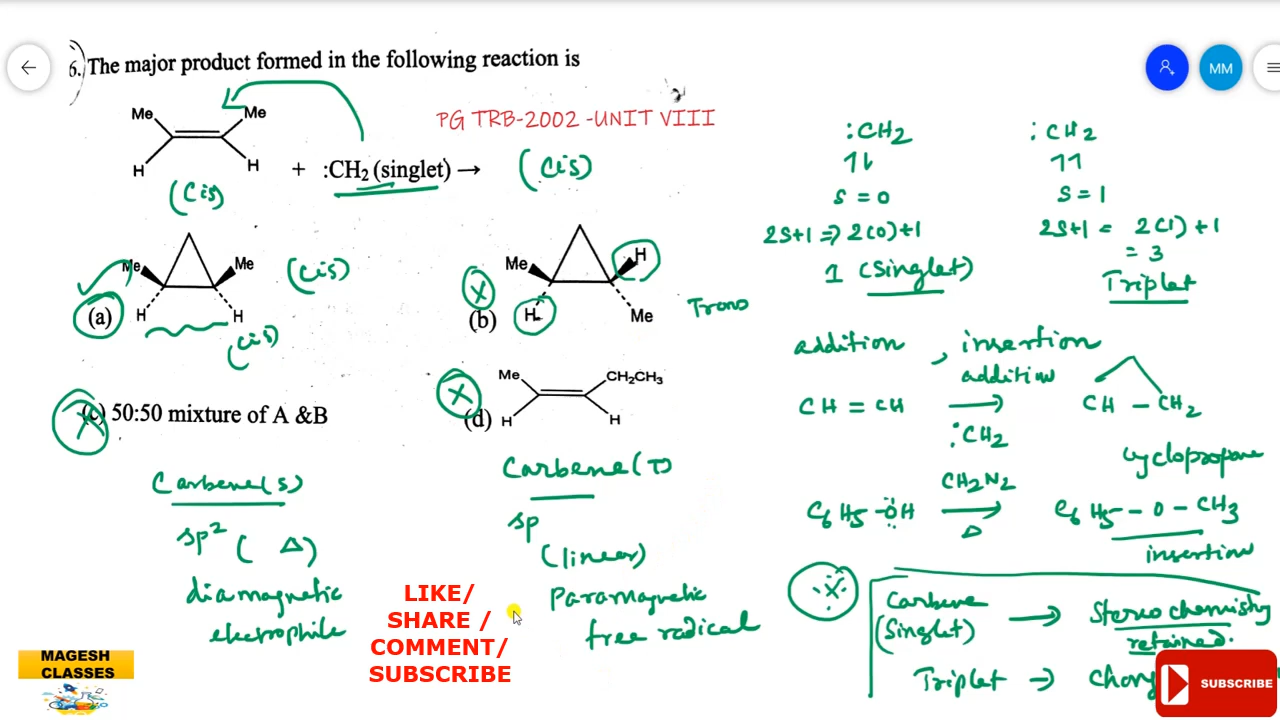 6. The major product formed in the following reaction is
MM
PG TRB-2002 -UNIT VIII
Me Me
H H
+ :CH₂ (singlet) →
(Cis)
(Cis)
Me Me
H H
(a)
(Cis)
(Cis)
X
Me H
H Me
(b)
Trans
X
(c) 50:50 mixture of A &B
X
Me CH₂CH₃
H H
(d)
Carbene(s)
sp² ( Δ)
diamagnetic
electrophile
Carbene(T)
sp
(linear)
Paramagnetic
free radical
LIKE/
SHARE /
COMMENT/
SUBSCRIBE
MAGESH
CLASSES
:CH₂
↑↓
S = 0
2S+1 ⇒ 2(0)+1
1 (Singlet)
:CH₂
↑↑
S = 1
2S+1 = 2(1) +1
= 3
Triplet
addition , insertion
addition
CH = CH → CH - CH₂
:CH₂
cyclopropane
CH₂N₂
C₆H₅-ÖH → C₆H₅ - O - CH₃
Δ
insertion
X
Carbene
(Singlet) → Stereochemistry
retained.
Triplet →
SUBSCRIBE